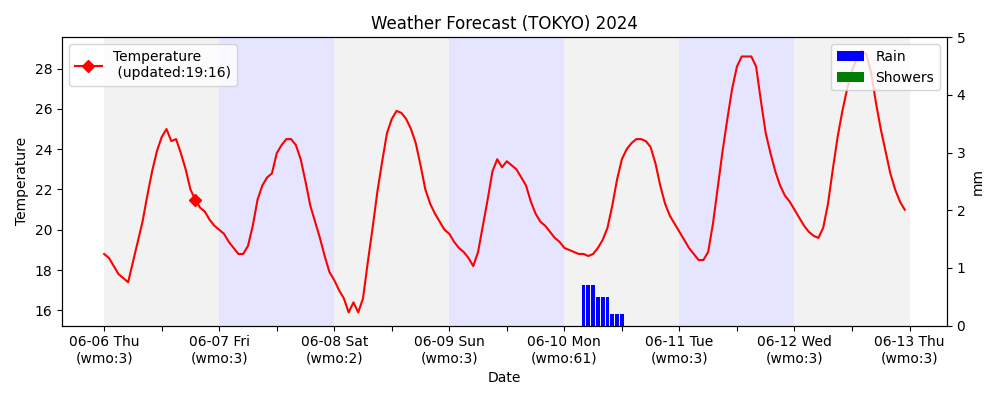 Weather Forecast (TOKYO) 2024
Temperature
(updated:19:16)
Rain
Showers
Temperature
28
26
24
22
20
18
16
5
4
3
2
1
0
mm
06-06 Thu
(wmo:3)
06-07 Fri
(wmo:3)
06-08 Sat
(wmo:2)
06-09 Sun
(wmo:3)
06-10 Mon
(wmo:61)
06-11 Tue
(wmo:3)
06-12 Wed
(wmo:3)
06-13 Thu
(wmo:3)
Date